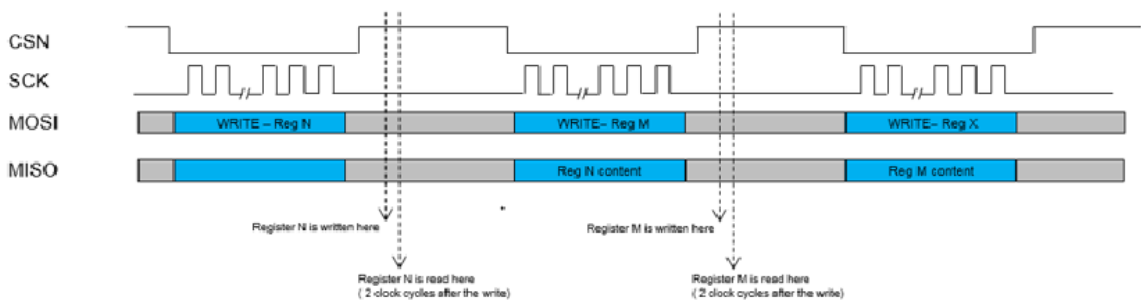 CSN
SCK
MOSI
WRITE – Reg N
WRITE– Reg M
WRITE– Reg X
MISO
Reg N content
Reg M content
Register N is written here
Register M is written here
Register N is read here
( 2 clock cycles after the write)
Register M is read here
( 2 clock cycles after the write)